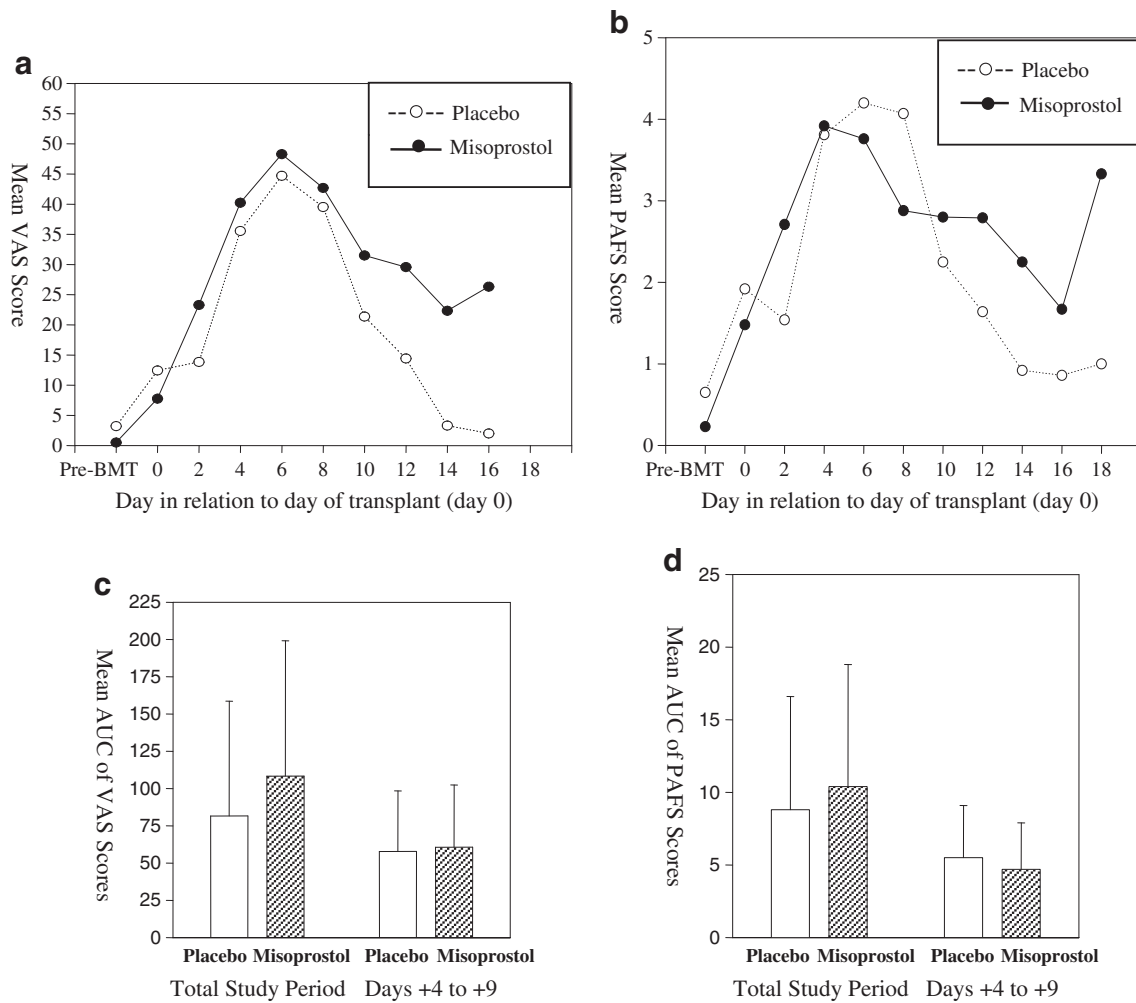 a
60
55
50
45
40
35
30
25
20
15
10
5
0
Mean VAS Score
Placebo
Misoprostol
Pre-BMT 0 2 4 6 8 10 12 14 16 18
Day in relation to day of transplant (day 0)
b
5
4
3
2
1
0
Mean PAFS Score
Placebo
Misoprostol
Pre-BMT 0 2 4 6 8 10 12 14 16 18
Day in relation to day of transplant (day 0)
c
225
200
175
150
125
100
75
50
25
0
Mean AUC of VAS Scores
Placebo Misoprostol Placebo Misoprostol
Total Study Period Days +4 to +9
d
25
20
15
10
5
0
Mean AUC of PAFS Scores
Placebo Misoprostol Placebo Misoprostol
Total Study Period Days +4 to +9